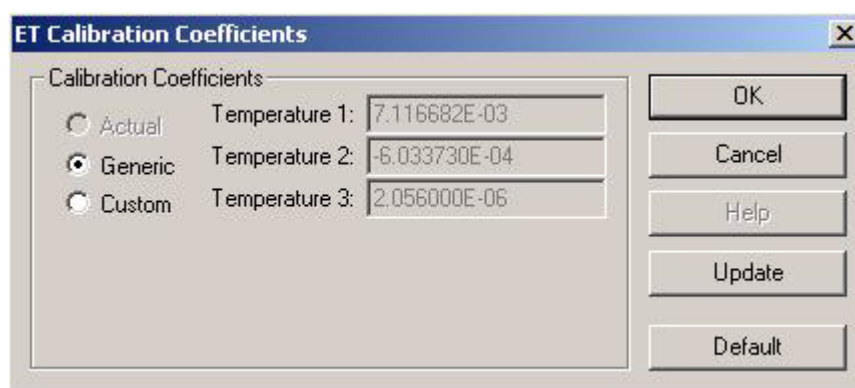 ET Calibration Coefficients
Calibration Coefficients
Actual
Generic
Custom
Temperature 1: 7.116682E-03
Temperature 2: -6.033730E-04
Temperature 3: 2.056000E-06
OK
Cancel
Help
Update
Default